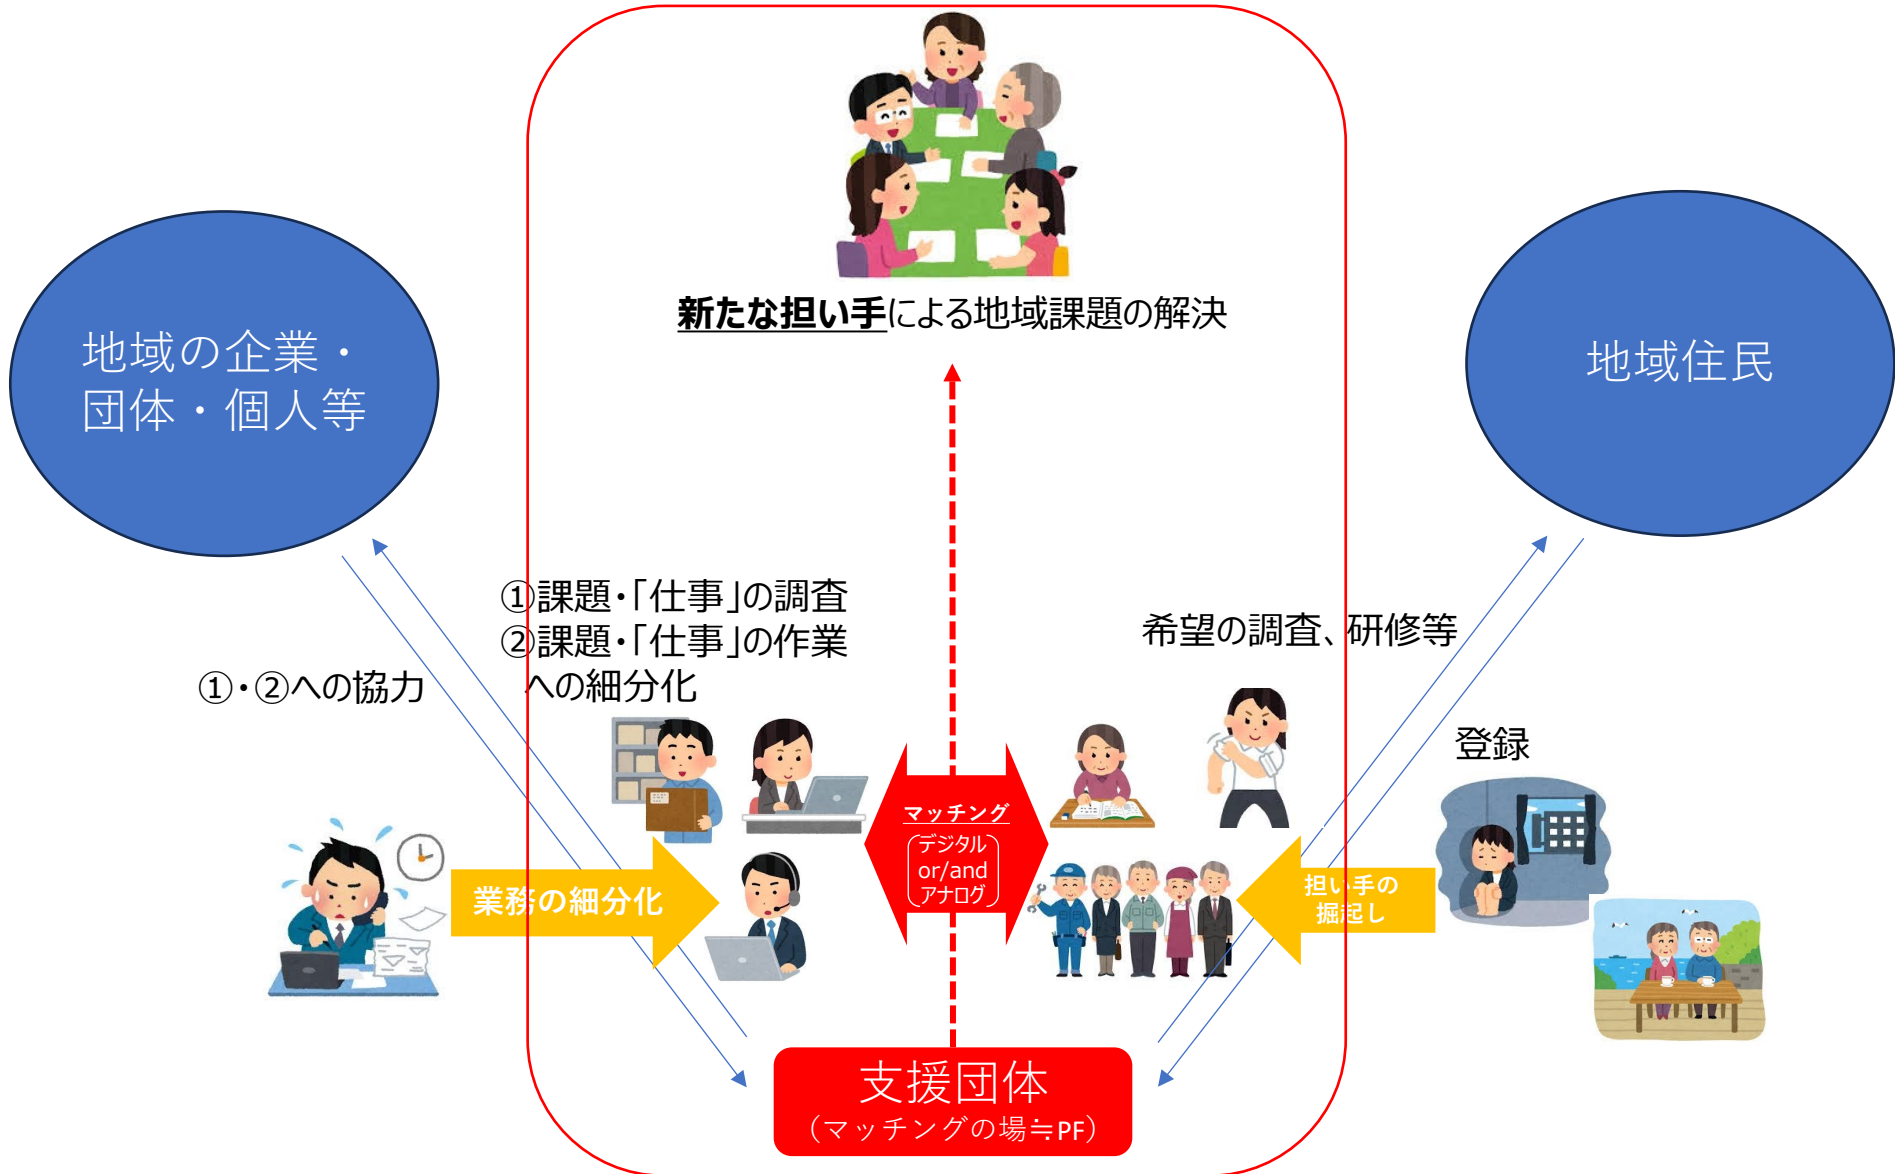 新たな担い手による地域課題の解決
地域の企業・
団体・個人等
地域住民
①課題・「仕事」の調査
②課題・「仕事」の作業
への細分化
①・②への協力
希望の調査、研修等
登録
マッチング
デジタル
or/and
アナログ
業務の細分化
担い手の
掘起し
支援団体
（マッチングの場≒PF）